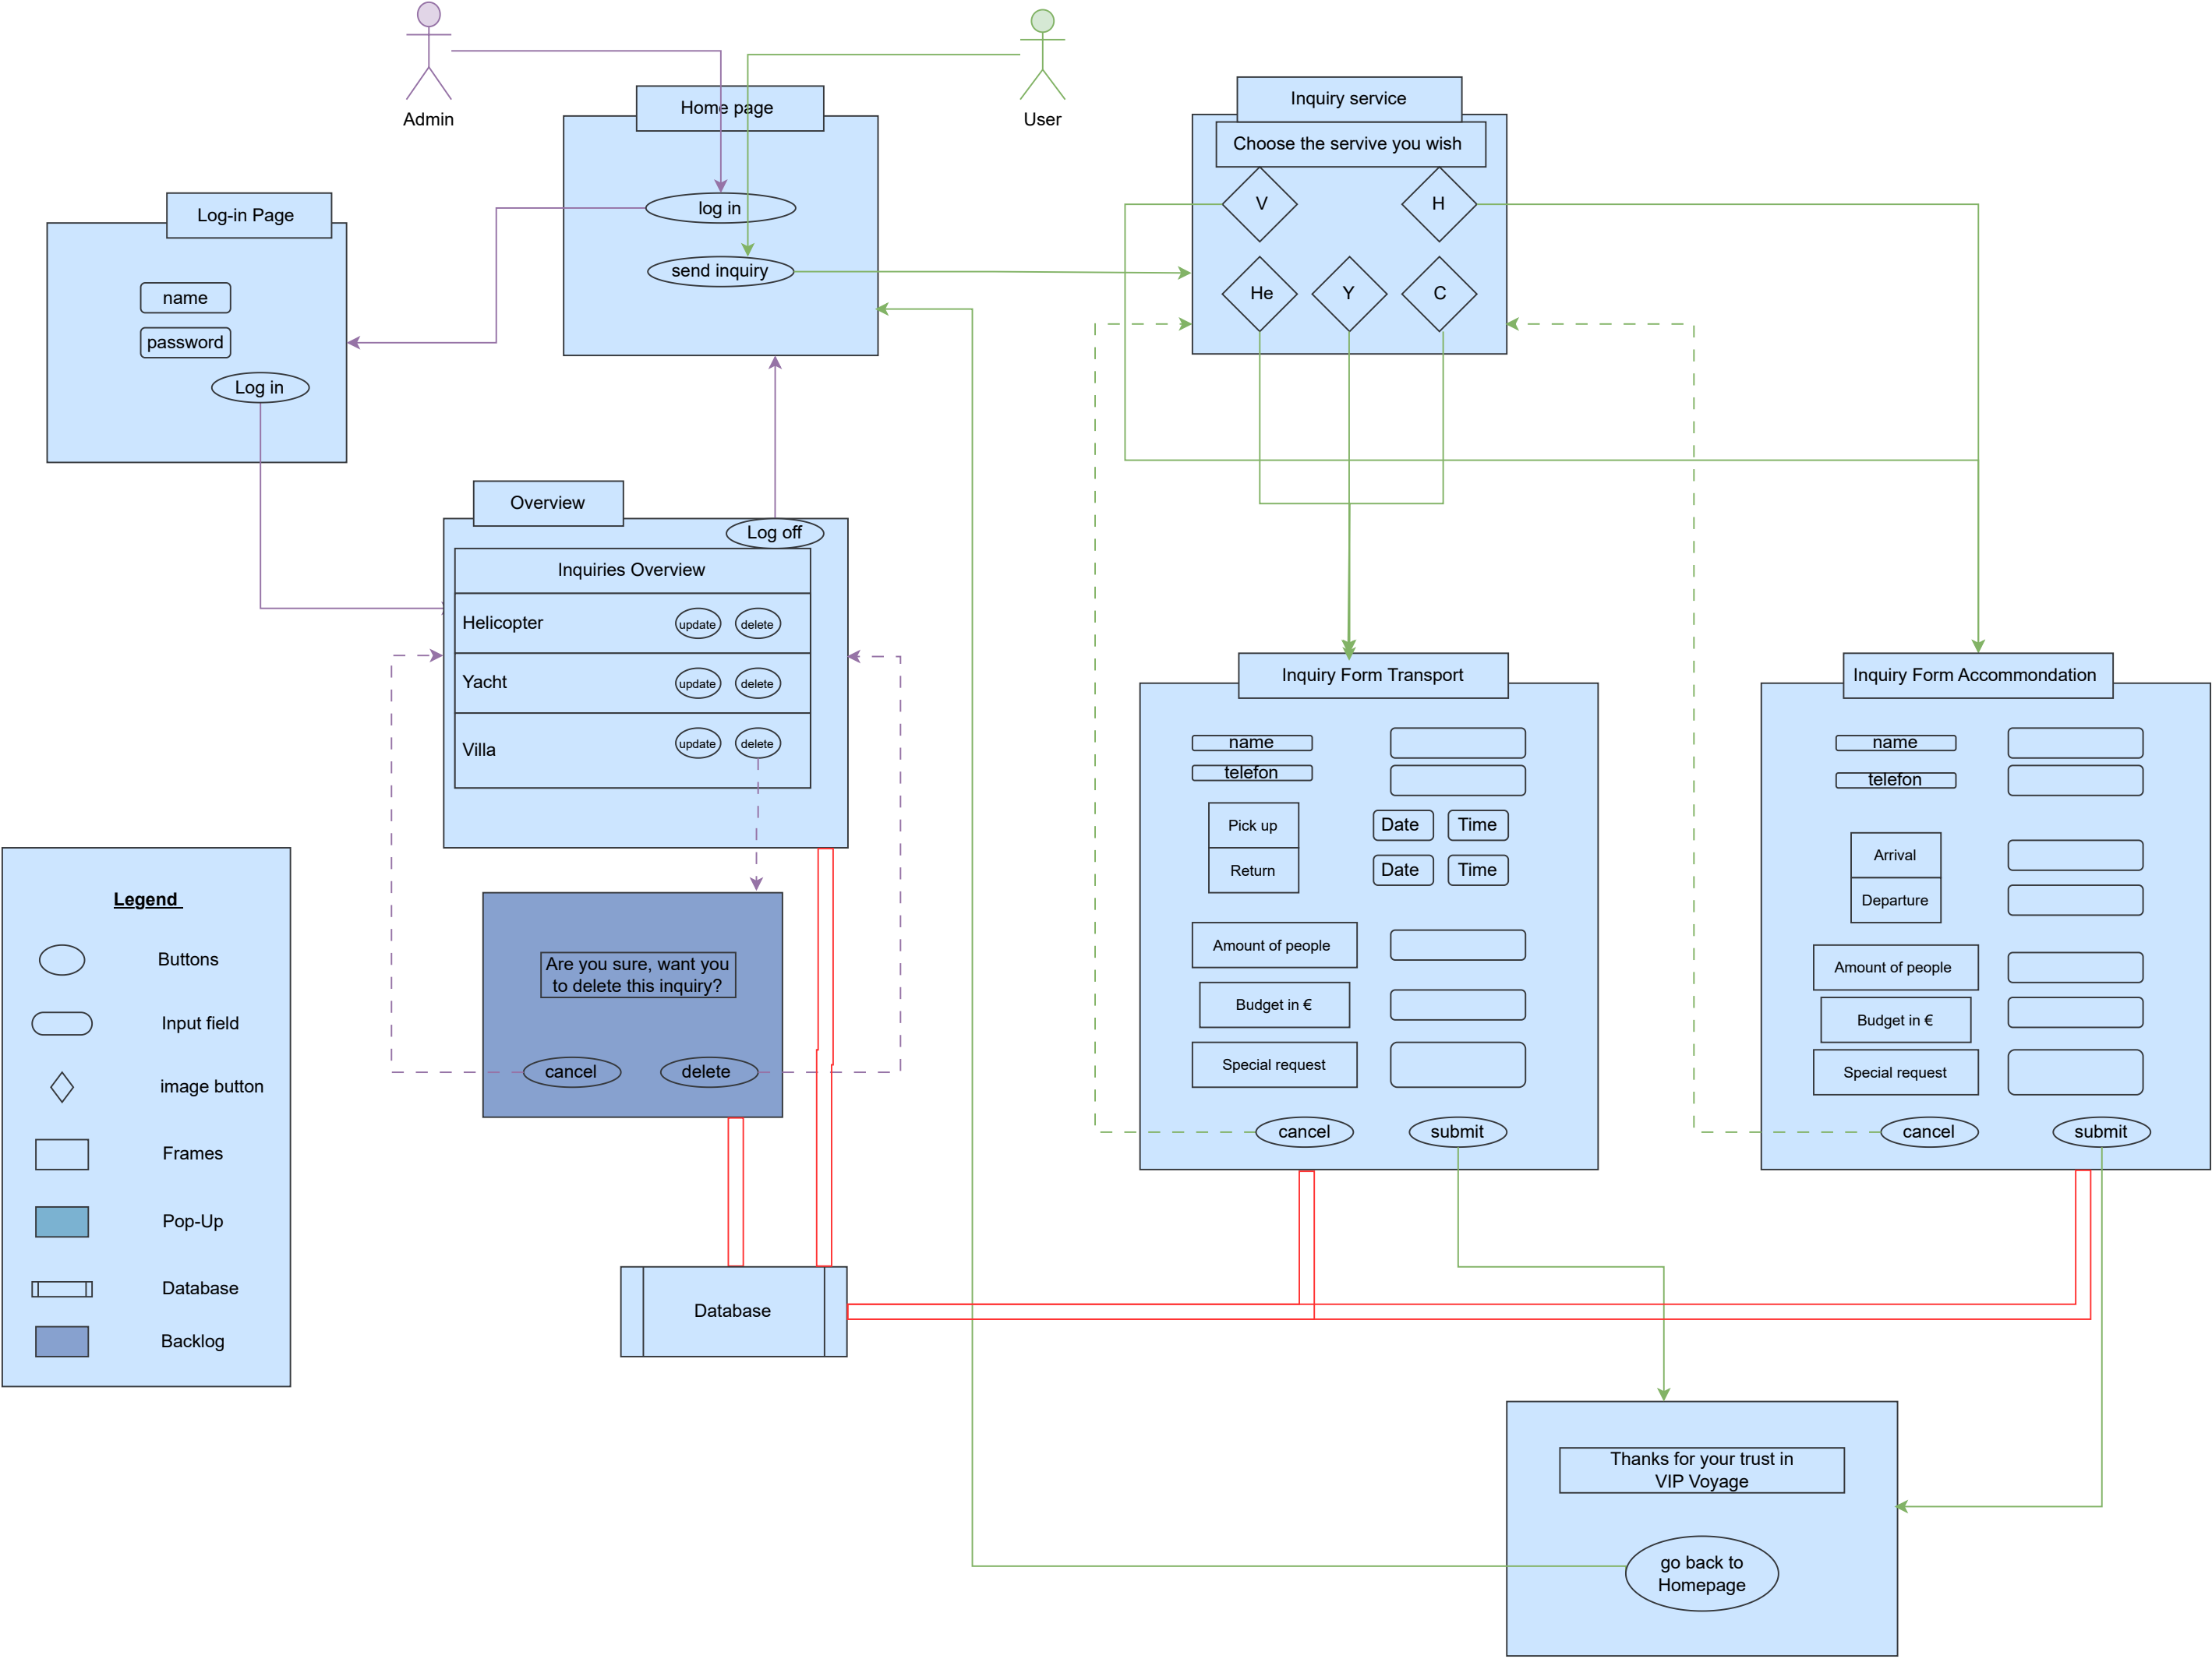 Admin
User
Home page
log in
send inquiry
Inquiry service
Choose the servive you wish
V
H
He
Y
C
Log-in Page
name
password
Log in
Overview
Log off
Inquiries Overview
Helicopter
update
delete
Yacht
update
delete
Villa
update
delete
Are you sure, want you
to delete this inquiry?
cancel
delete
Legend
Buttons
Input field
image button
Frames
Pop-Up
Database
Backlog
Database
Inquiry Form Transport
name
telefon
Pick up
Date
Time
Return
Date
Time
Amount of people
Budget in €
Special request
cancel
submit
Inquiry Form Accommondation
name
telefon
Arrival
Departure
Amount of people
Budget in €
Special request
cancel
submit
Thanks for your trust in
VIP Voyage
go back to
Homepage